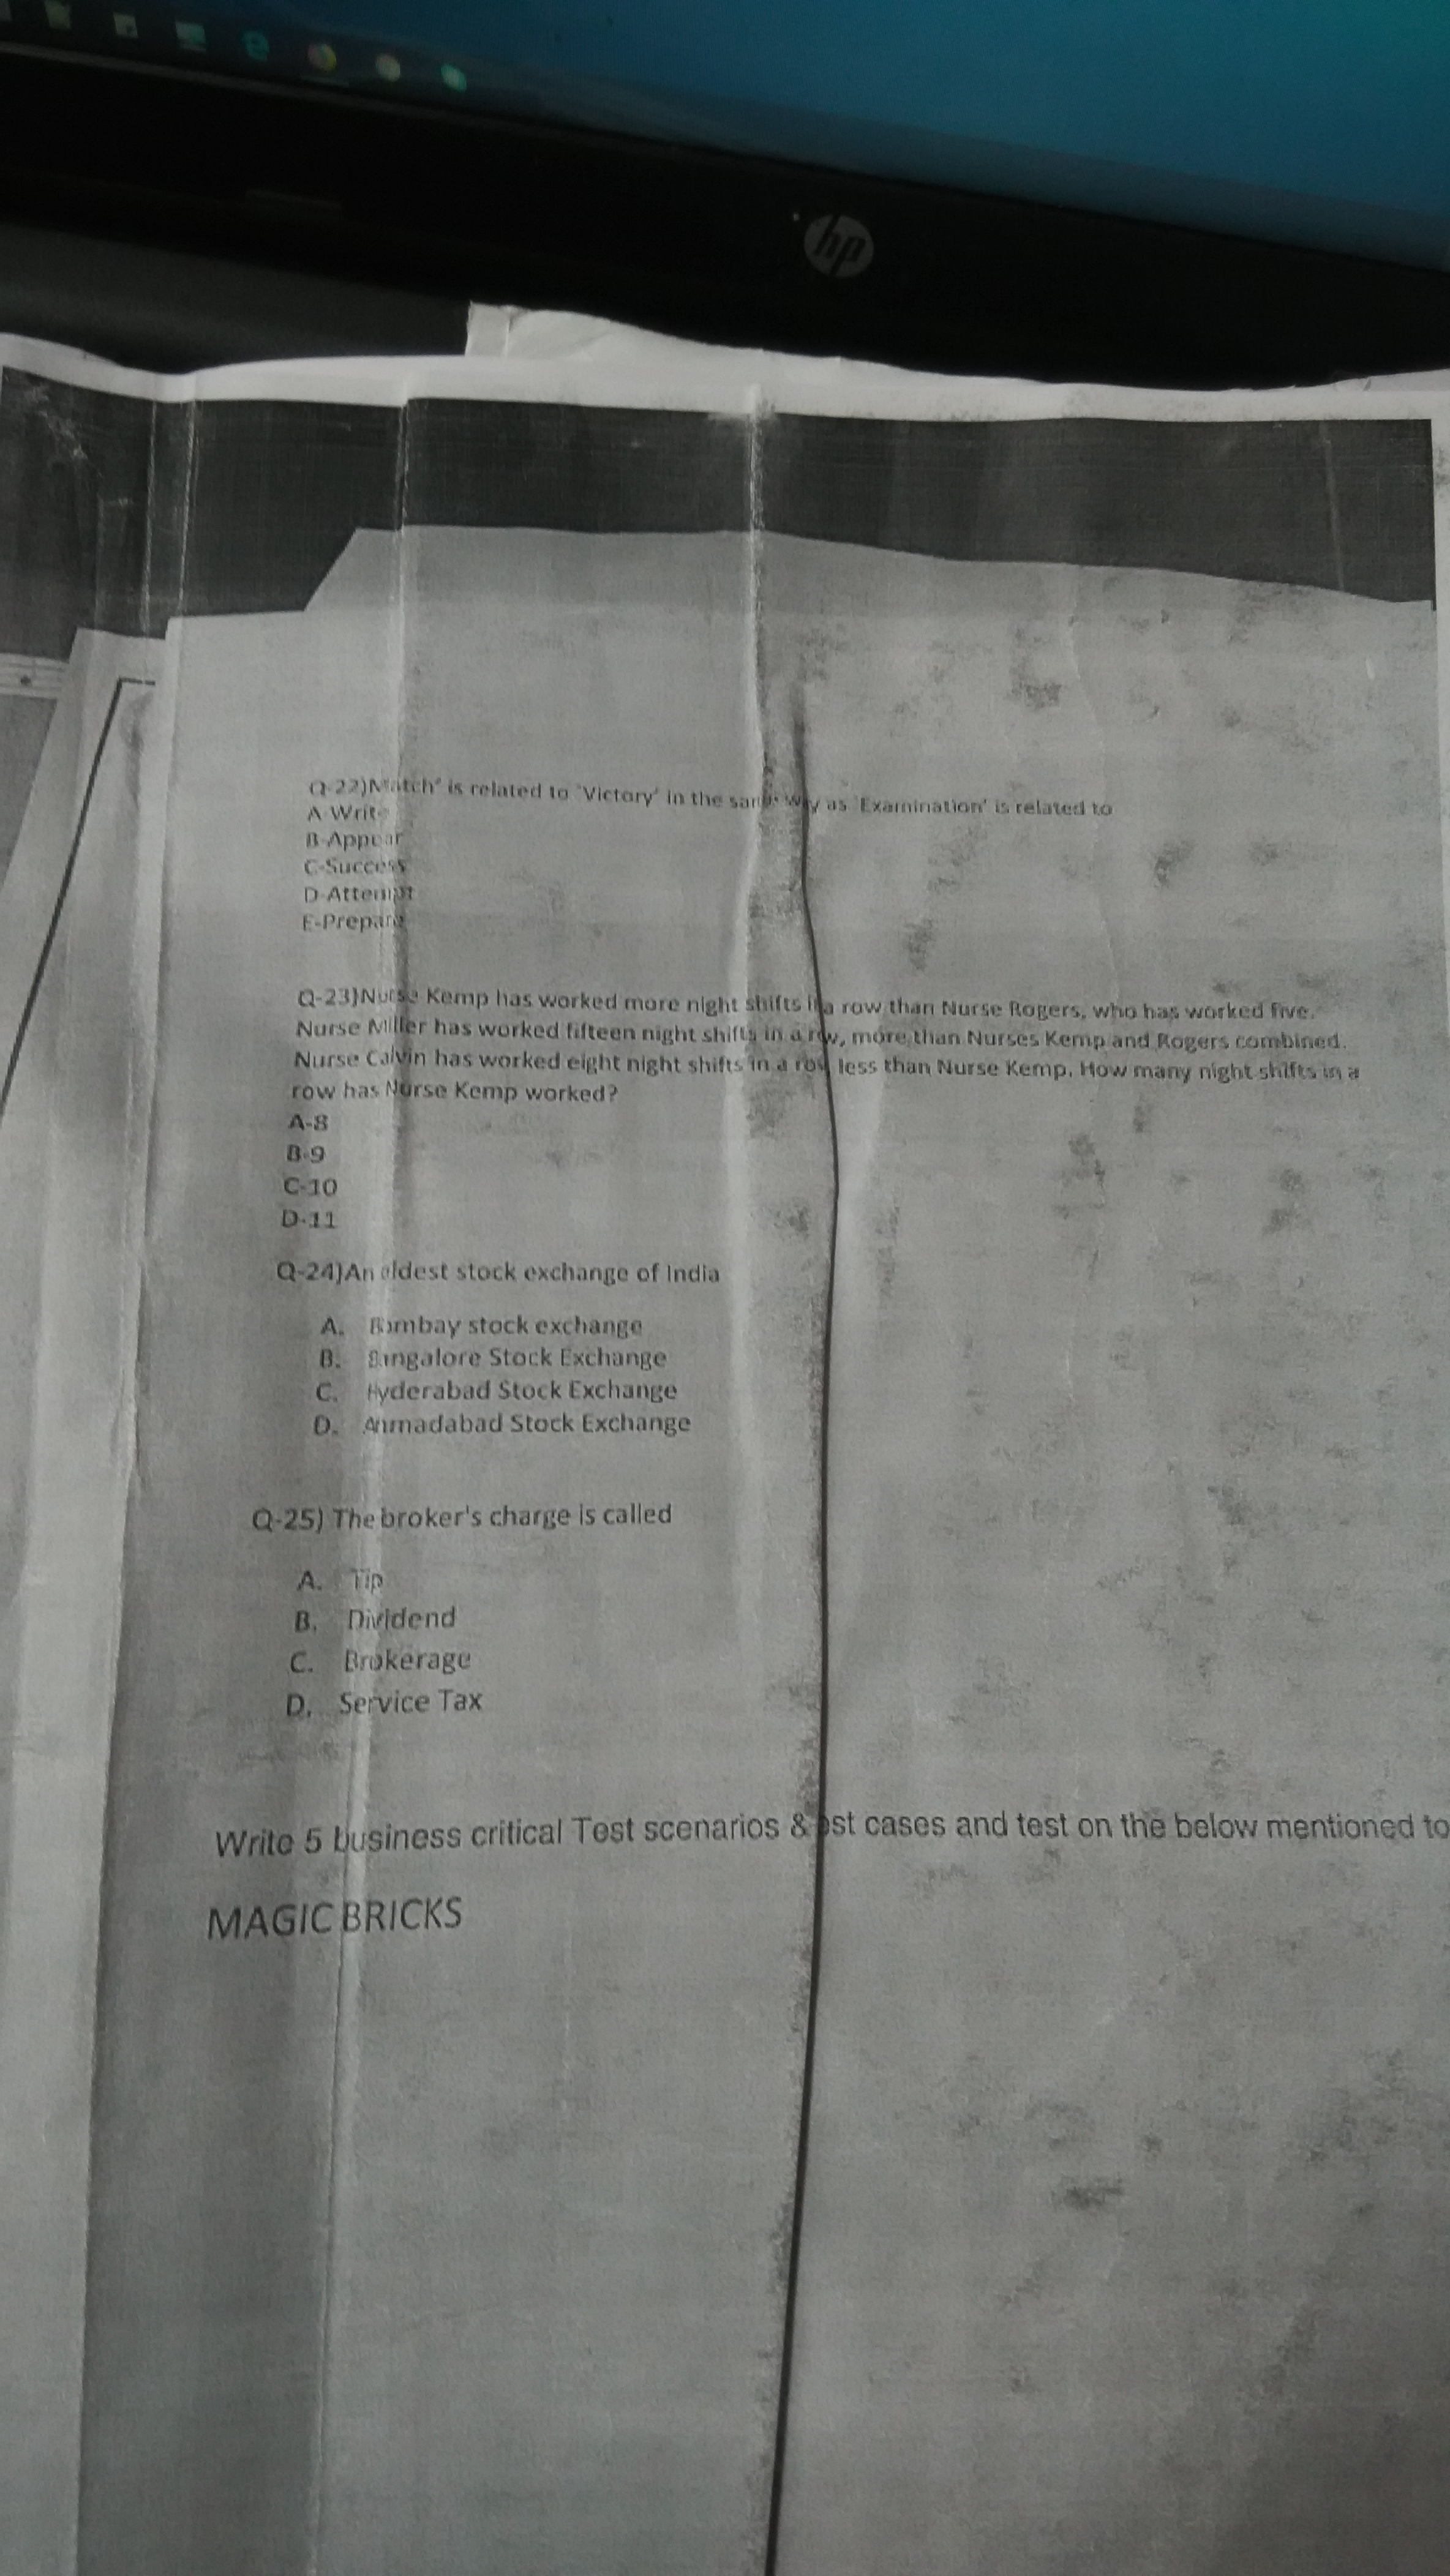 hp
Q-22)Match' is related to 'Victory' in the same way as 'Examination' is related to
A-Write
B-Appear
C-Success
D-Attempt
E-Prepare
Q-23)Nurse Kemp has worked more night shifts in a row than Nurse Rogers, who has worked five.
Nurse Miller has worked fifteen night shifts in a row, more than Nurses Kemp and Rogers combined.
Nurse Calvin has worked eight night shifts in a row less than Nurse Kemp. How many night shifts in a
row has Nurse Kemp worked?
A-8
B-9
C-10
D-11
Q-24)An oldest stock exchange of India
A. Bombay stock exchange
B. Bangalore Stock Exchange
C. Hyderabad Stock Exchange
D. Ahmadabad Stock Exchange
Q-25) The broker's charge is called
A. Tip
B. Dividend
C. Brokerage
D. Service Tax
Write 5 business critical Test scenarios & test cases and test on the below mentioned to
MAGIC BRICKS